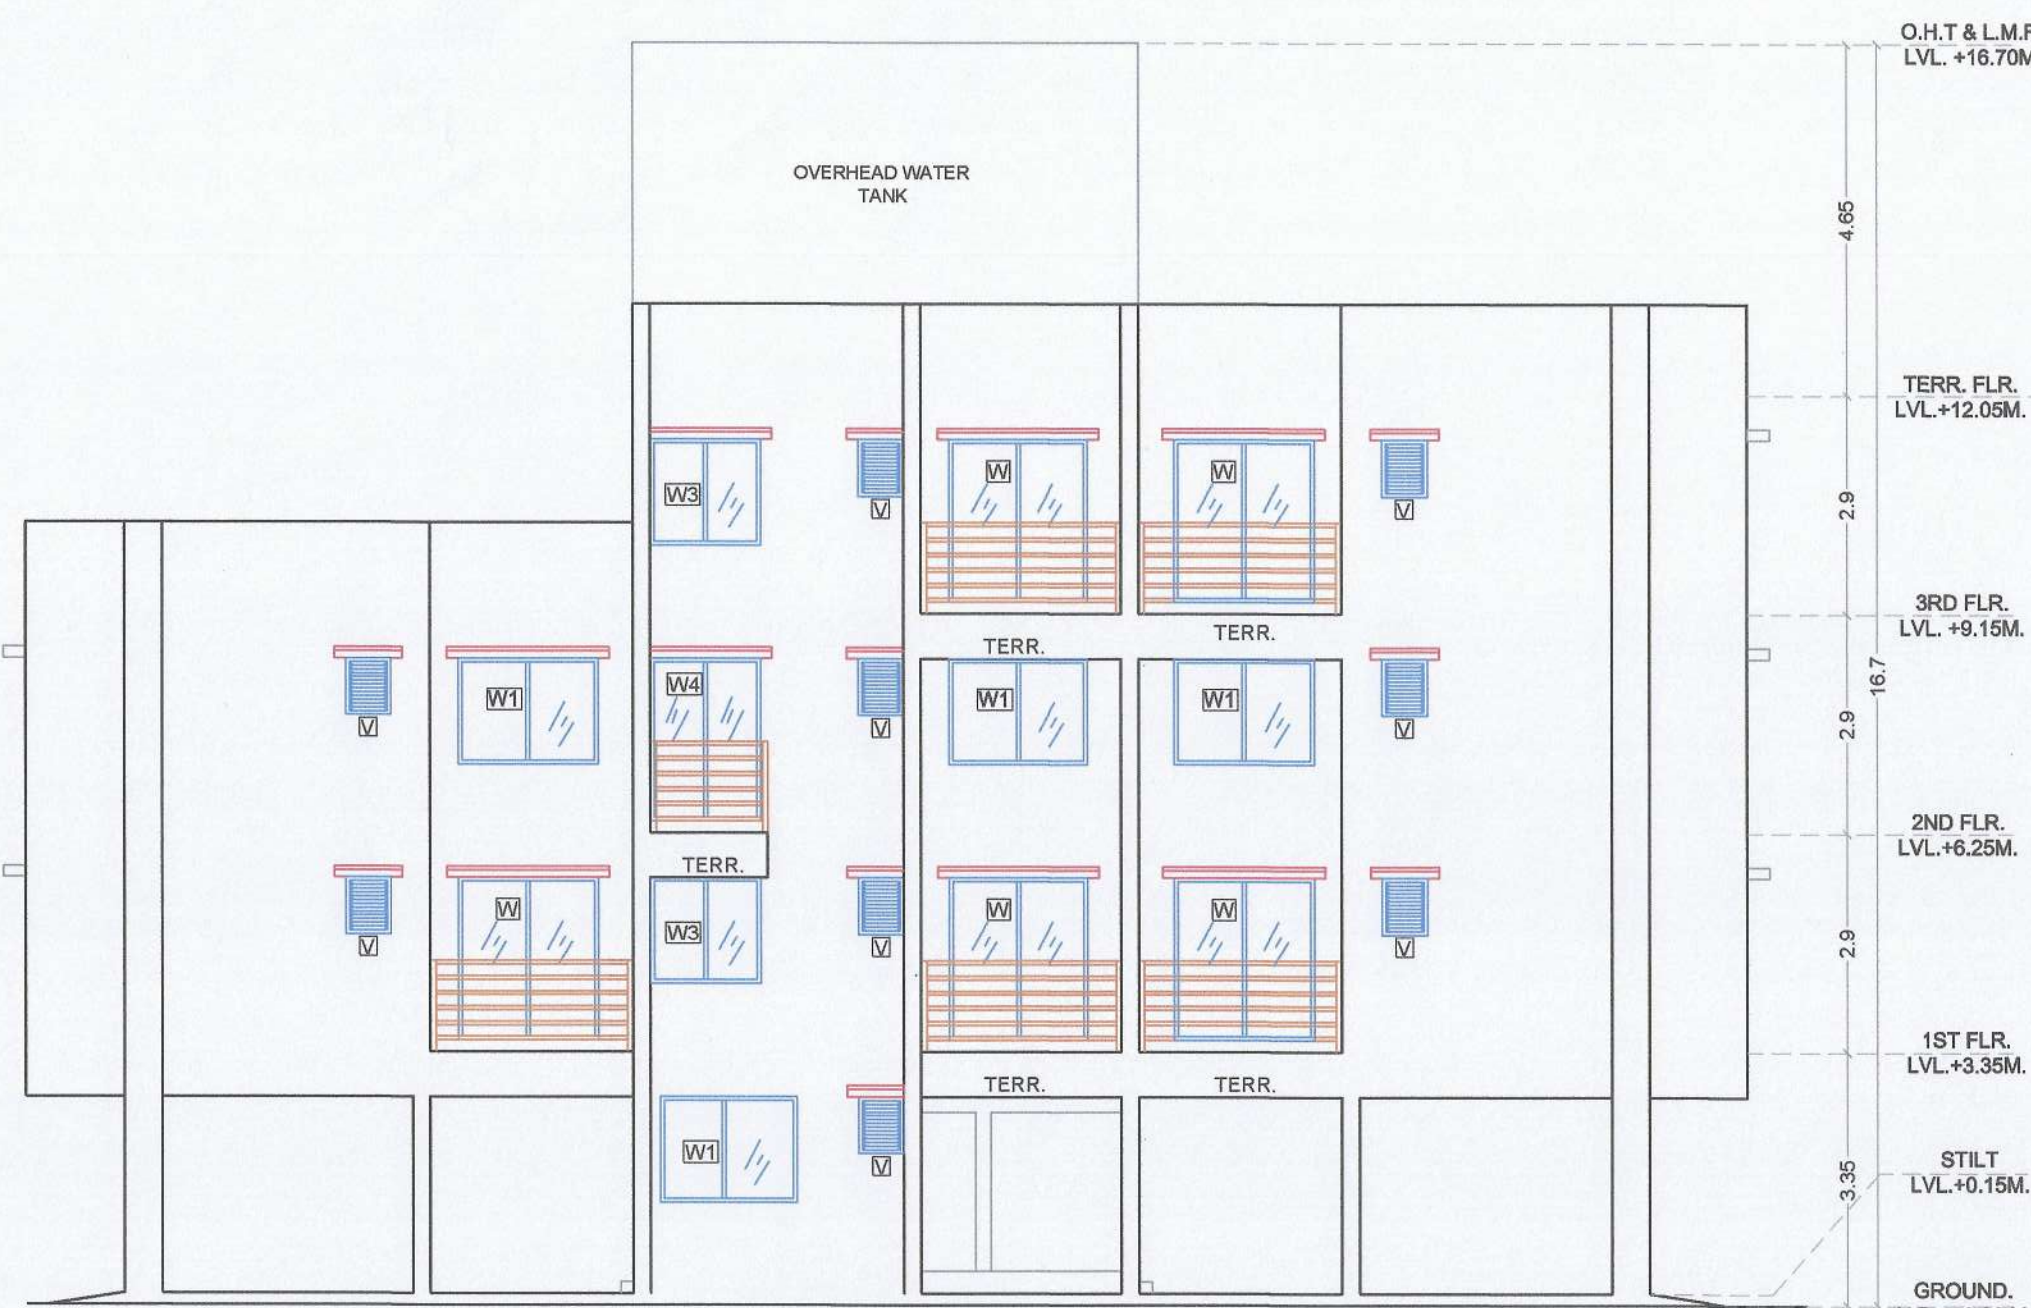 O.H.T & L.M.R
LVL. +16.70M
OVERHEAD WATER
TANK
4.65
TERR. FLR.
LVL.+12.05M.
W3
V
W
W
V
2.9
3RD FLR.
LVL. +9.15M.
TERR.
TERR.
V
W1
W4
V
W1
W1
V
2.9
16.7
2ND FLR.
LVL.+6.25M.
TERR.
V
W
W3
V
W
W
V
2.9
1ST FLR.
LVL.+3.35M.
TERR.
TERR.
W1
V
3.35
STILT
LVL.+0.15M.
GROUND.